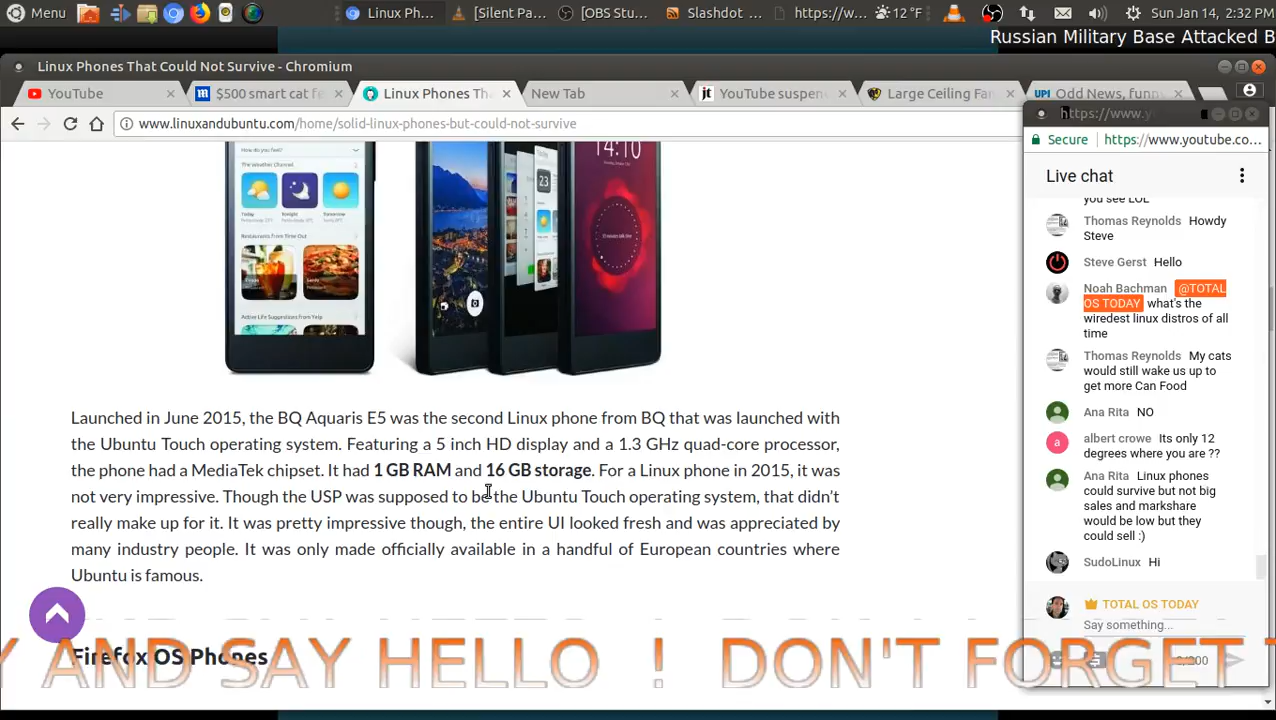 Menu
Linux Ph...
[Silent Pa...
[OBS Stu...
Slashdot -...
https://w...
12 °F
Sun Jan 14, 2:32 PM
Russian Military Base Attacked B
Linux Phones That Could Not Survive - Chromium
YouTube
$500 smart cat fe
Linux Phones Tha
New Tab
YouTube suspen
Large Ceiling Fan
Odd News, funny
www.linuxandubuntu.com/home/solid-linux-phones-but-could-not-survive
14:10
23
Launched in June 2015, the BQ Aquaris E5 was the second Linux phone from BQ that was launched with
the Ubuntu Touch operating system. Featuring a 5 inch HD display and a 1.3 GHz quad-core processor,
the phone had a MediaTek chipset. It had 1 GB RAM and 16 GB storage. For a Linux phone in 2015, it was
not very impressive. Though the USP was supposed to be the Ubuntu Touch operating system, that didn't
really make up for it. It was pretty impressive though, the entire UI looked fresh and was appreciated by
many industry people. It was only made officially available in a handful of European countries where
Ubuntu is famous.
Firefox OS Phones
Y AND SAY HELLO ! DON'T FORGET T
https://www.y
Secure
https://www.youtube.co...
Live chat
you see LOL
Thomas Reynolds Howdy
Steve
Steve Gerst Hello
Noah Bachman @TOTAL
OS TODAY what's the
wiredest linux distros of all
time
Thomas Reynolds My cats
would still wake us up to
get more Can Food
Ana Rita NO
albert crowe Its only 12
degrees where you are ??
Ana Rita Linux phones
could survive but not big
sales and markshare
would be low but they
could sell :)
SudoLinux Hi
TOTAL OS TODAY
Say something...